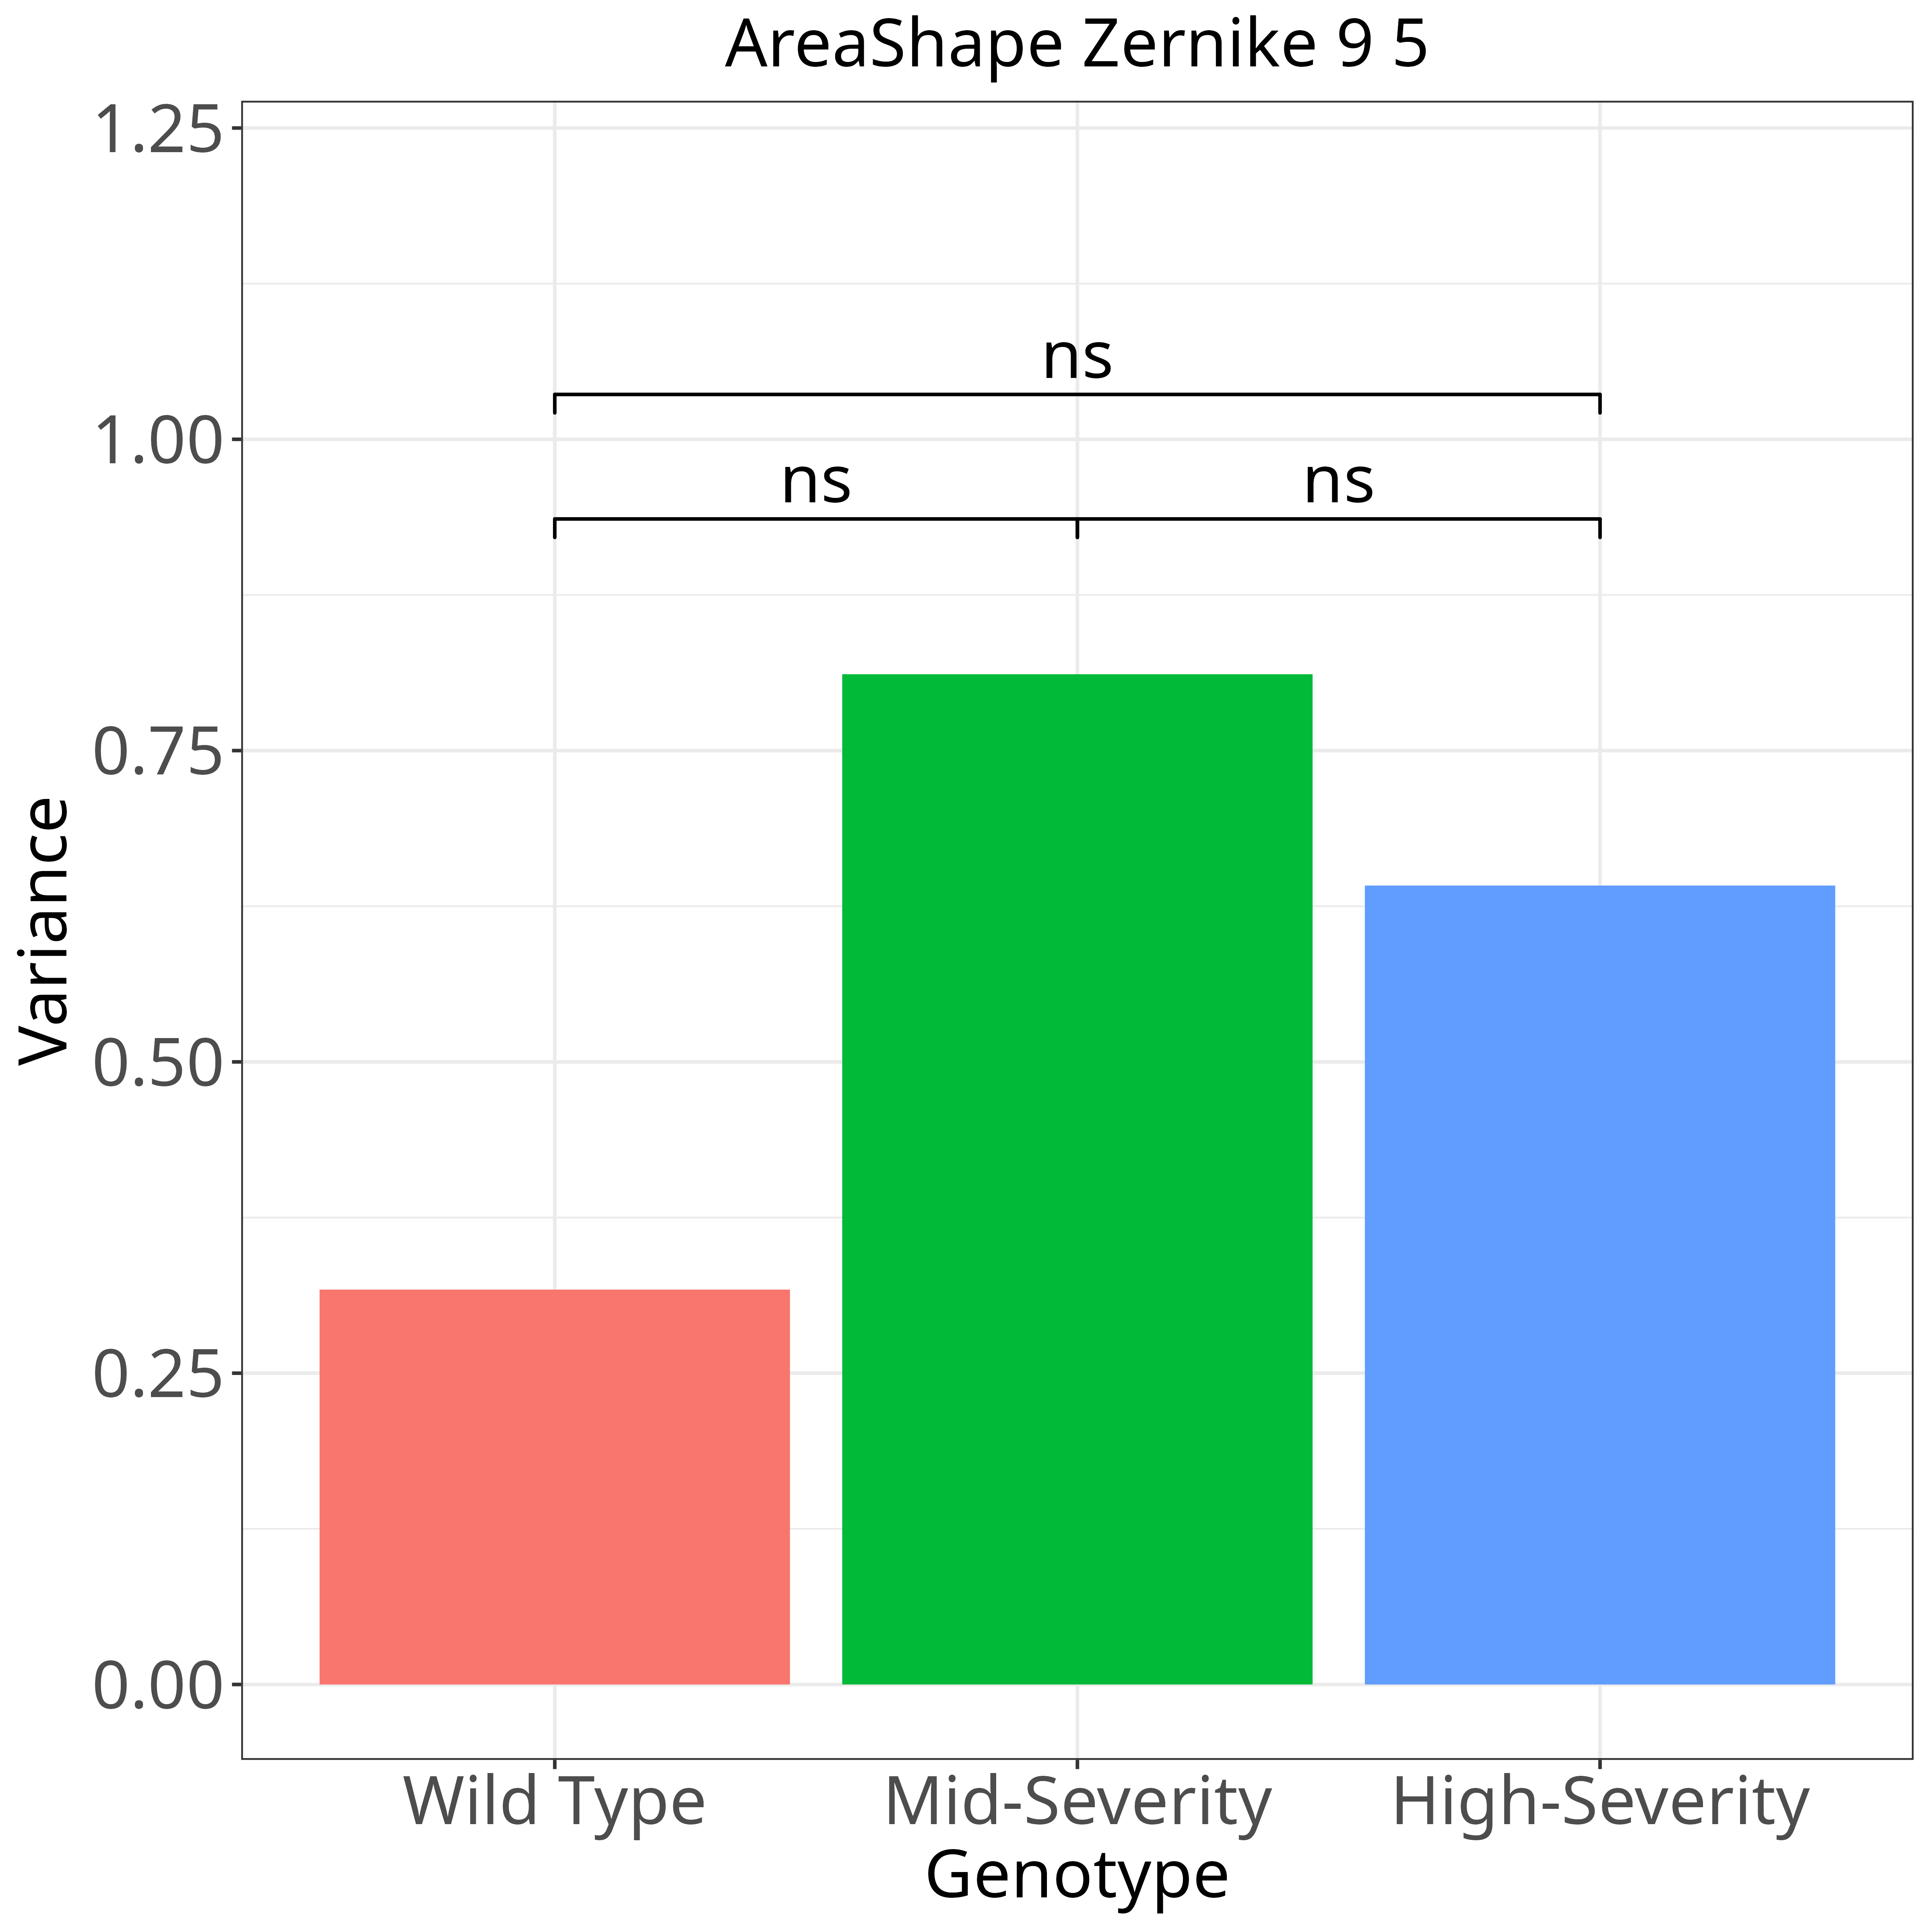 AreaShape Zernike 9 5
1.25
1.00
0.75
0.50
0.25
0.00
Variance
ns
ns ns
Wild Type Mid-Severity High-Severity
Genotype